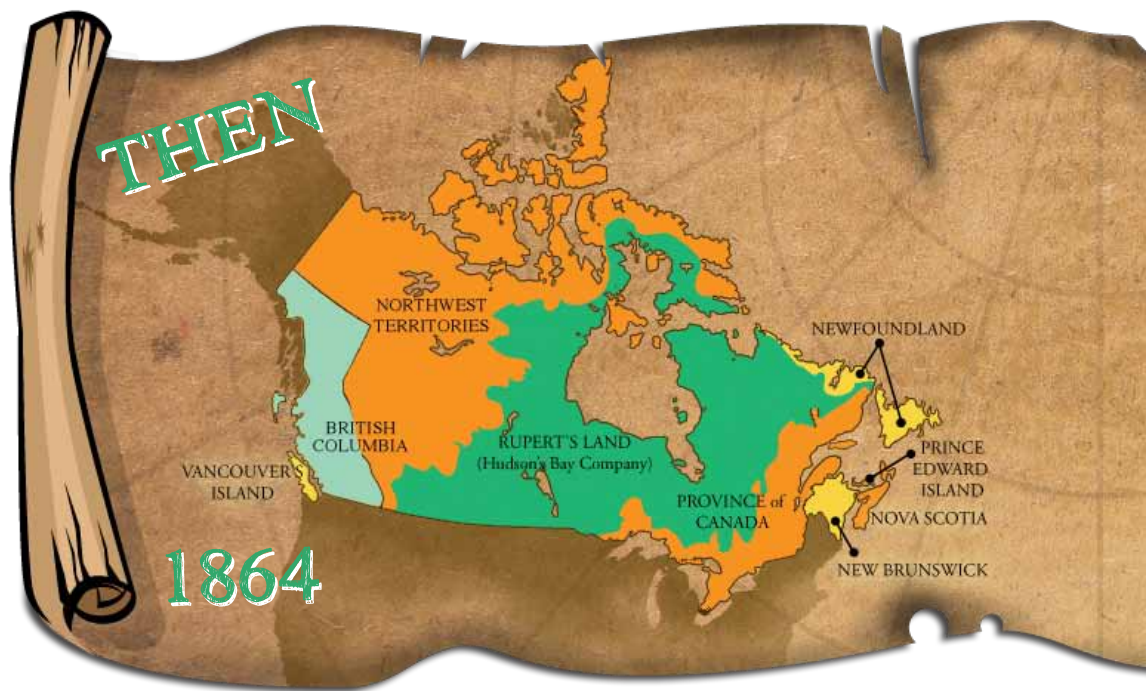 THEN
NORTHWEST
TERRITORIES
NEWFOUNDLAND
BRITISH
COLUMBIA
RUPERT'S LAND
(Hudson's Bay Company)
VANCOUVER'S
ISLAND
PRINCE
EDWARD
ISLAND
PROVINCE of
CANADA
NOVA SCOTIA
NEW BRUNSWICK
1864